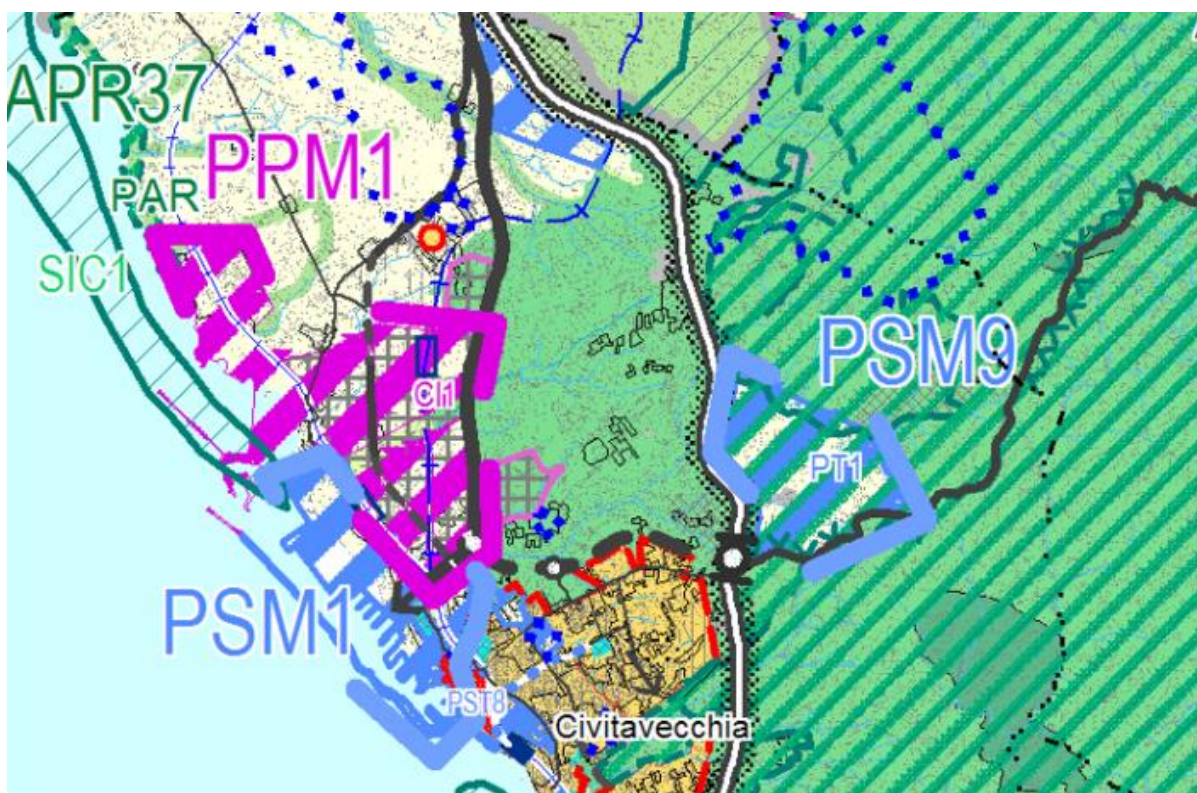 APR37
PPM1
PAR
SIC1
PSM9
CI1
PT1
PSM1
PST8
Civitavecchia